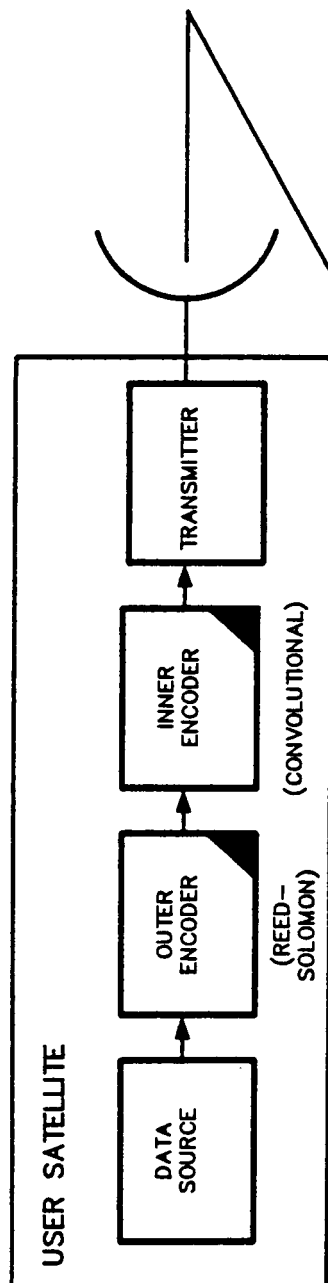 USER SATELLITE
DATA
SOURCE
OUTER
ENCODER
(REED-
SOLOMON)
INNER
ENCODER
(CONVOLUTIONAL)
TRANSMITTER